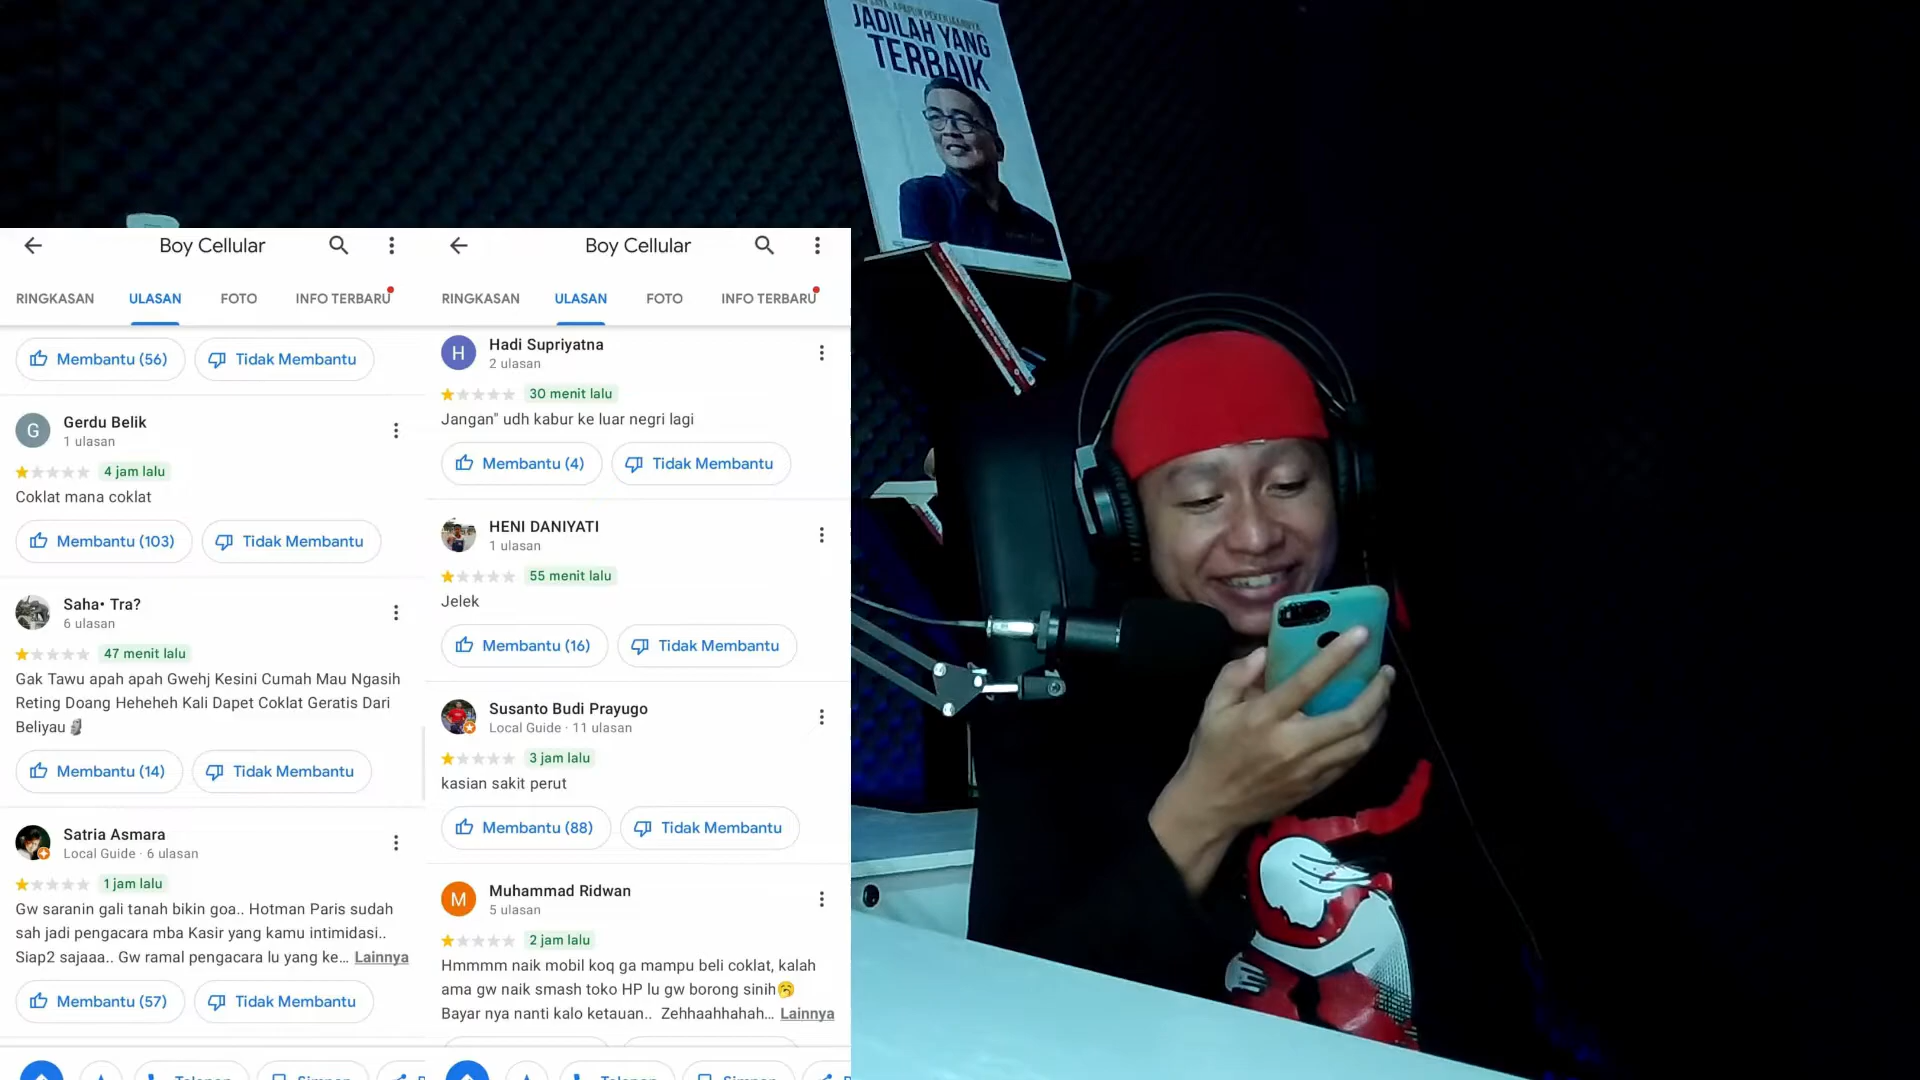 JADILAH YANG
TERBAIK
Boy Cellular
RINGKASAN
ULASAN
FOTO
INFO TERBARU
Membantu (56)
Tidak Membantu
G
Gerdu Belik
1 ulasan
4 jam lalu
Coklat mana coklat
Membantu (103)
Tidak Membantu
Saha• Tra?
6 ulasan
47 menit lalu
Gak Tawu apah apah Gwehj Kesini Cumah Mau Ngasih
Reting Doang Heheheh Kali Dapet Coklat Geratis Dari
Beliyau 🗿
Membantu (14)
Tidak Membantu
Satria Asmara
Local Guide · 6 ulasan
1 jam lalu
Gw saranin gali tanah bikin goa.. Hotman Paris sudah
sah jadi pengacara mba Kasir yang kamu intimidasi..
Siap2 sajaaa.. Gw ramal pengacara lu yang ke... Lainnya
Membantu (57)
Tidak Membantu
Boy Cellular
RINGKASAN
ULASAN
FOTO
INFO TERBARU
H
Hadi Supriyatna
2 ulasan
30 menit lalu
Jangan" udh kabur ke luar negri lagi
Membantu (4)
Tidak Membantu
HENI DANIYATI
1 ulasan
55 menit lalu
Jelek
Membantu (16)
Tidak Membantu
Susanto Budi Prayugo
Local Guide · 11 ulasan
3 jam lalu
kasian sakit perut
Membantu (88)
Tidak Membantu
M
Muhammad Ridwan
5 ulasan
2 jam lalu
Hmmmm naik mobil koq ga mampu beli coklat, kalah
ama gw naik smash toko HP lu gw borong sinih🥱
Bayar nya nanti kalo ketauan.. Zehhaahhahah... Lainnya